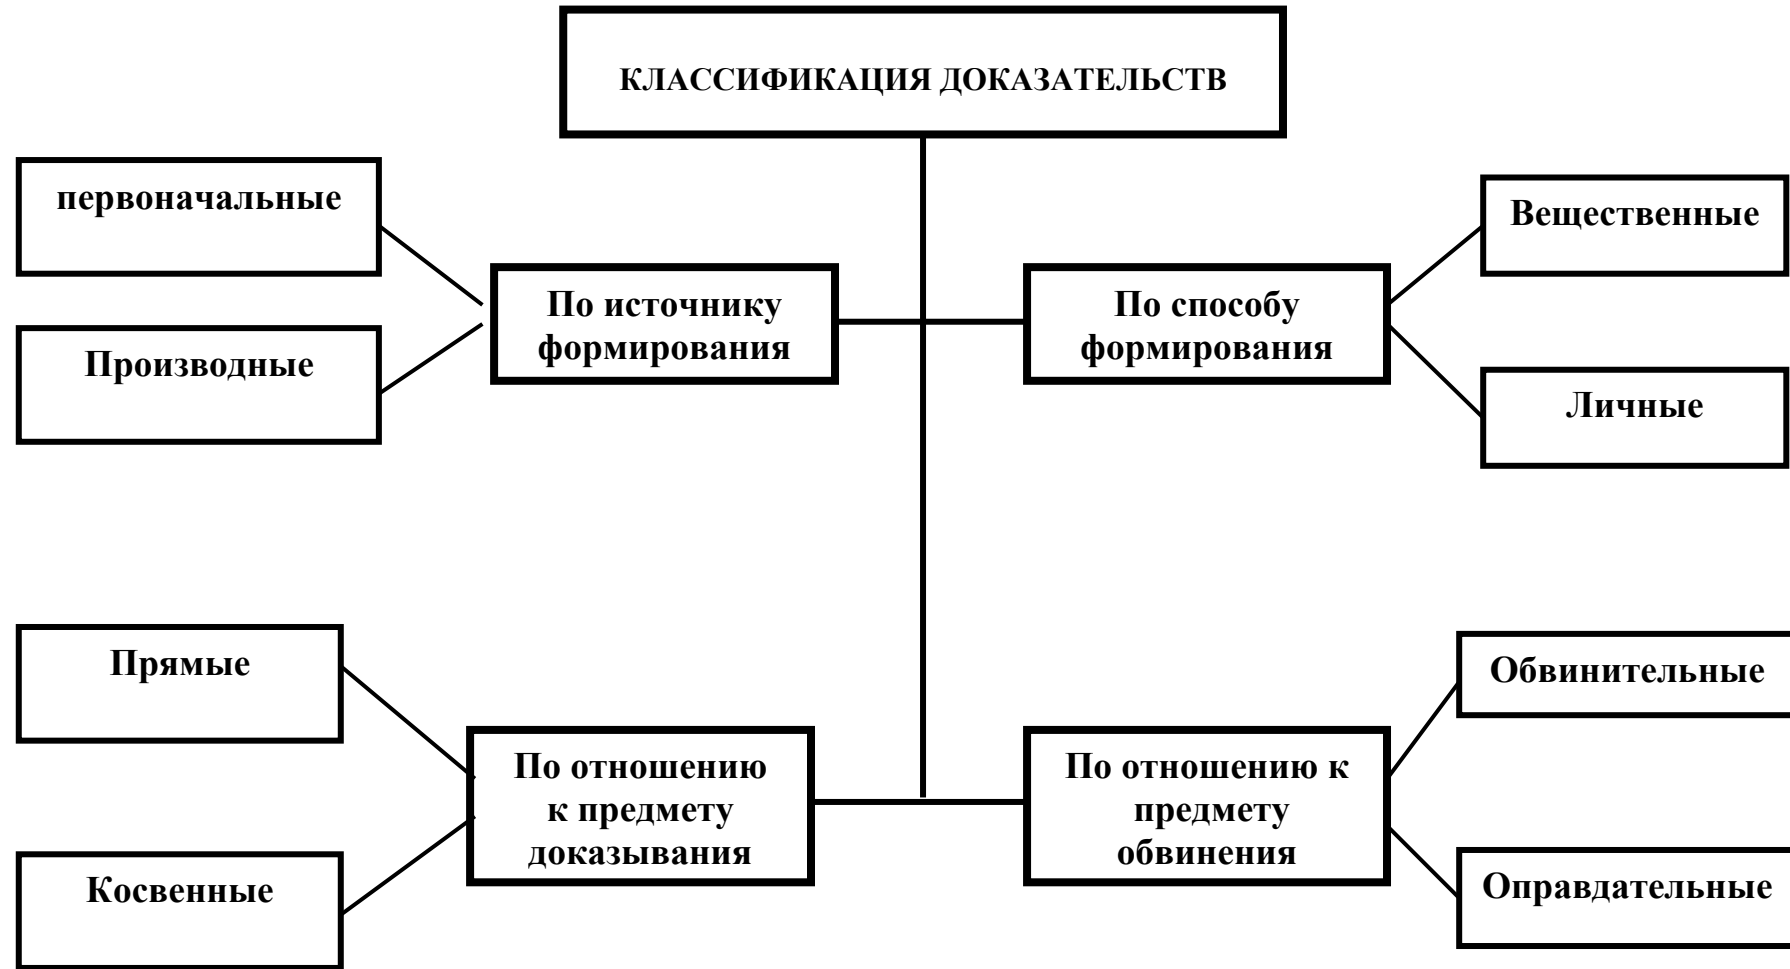 КЛАССИФИКАЦИЯ ДОКАЗАТЕЛЬСТВ
первоначальные
Производные
По источнику
формирования
По способу
формирования
Вещественные
Личные
Прямые
Косвенные
По отношению
к предмету
доказывания
По отношению к
предмету
обвинения
Обвинительные
Оправдательные